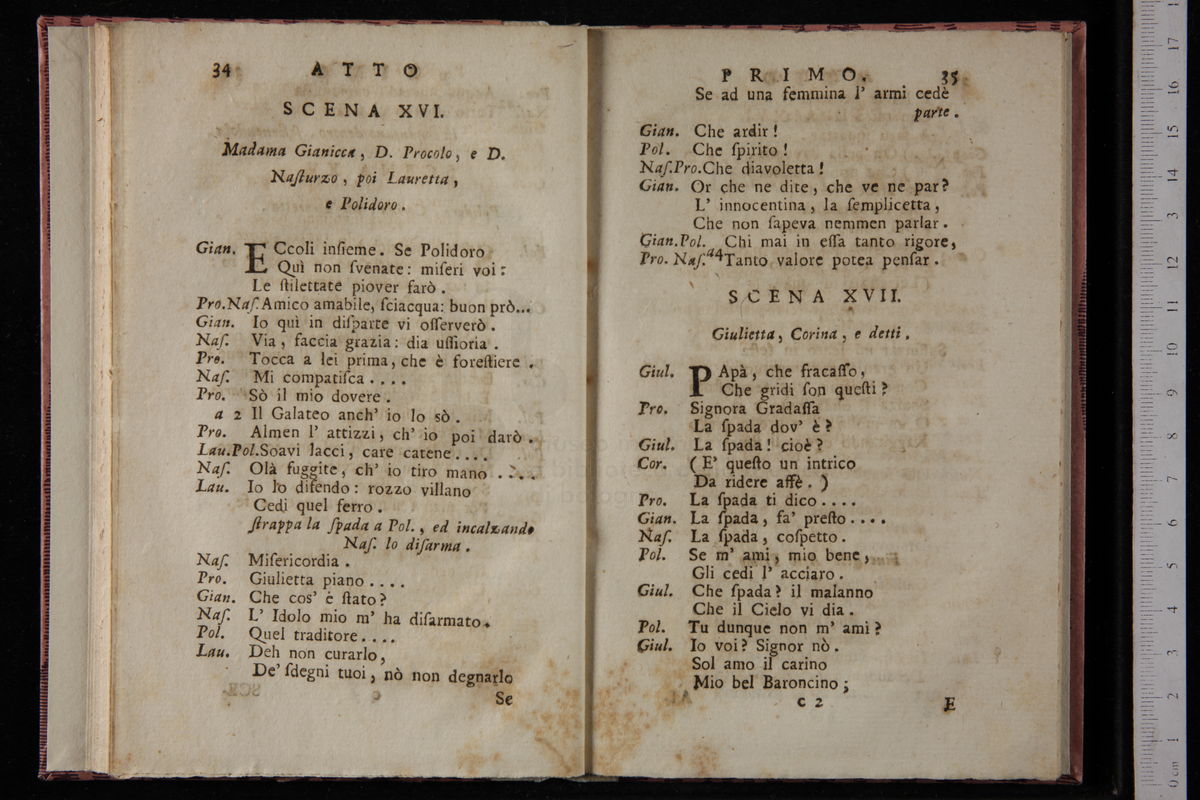 34 ATTO
SCENA XVI.
Madama Gianicca, D. Procolo, e D.
Naſturzo, poi Lauretta,
e Polidoro.
Gian. ECcoli inſieme. Se Polidoro
Quì non ſvenate: miſeri voi:
Le ſtilettate piover farò.
Pro.Naſ. Amico amabile, ſciacqua: buon prò...
Gian. Io quì in diſparte vi oſſerverò.
Naſ. Via, faccia grazia: dia uſſioria.
Pro. Tocca a lei prima, che è foreſtiere.
Naſ. Mi compatiſca....
Pro. Sò il mio dovere.
a 2 Il Galateo anch' io lo sò.
Pro. Almen l' attizzi, ch' io poi darò.
Lau.Pol. Soavi lacci, care catene....
Naſ. Olà fuggite, ch' io tiro mano....
Lau. Io lo difendo: rozzo villano
Cedi quel ferro.
ſtrappa la ſpada a Pol., ed incalzando
Naſ. lo diſarma.
Naſ. Miſericordia.
Pro. Giulietta piano....
Gian. Che cos' è ſtato?
Naſ. L' Idolo mio m' ha diſarmato.
Pol. Quel traditore....
Lau. Deh non curarlo,
De' ſdegni tuoi, nò non degnarlo
Se
PRIMO. 35
Se ad una femmina l' armi cedè
parte.
Gian. Che ardir!
Pol. Che ſpirito!
Naſ.Pro. Che diavoletta!
Gian. Or che ne dite, che ve ne par?
L' innocentina, la ſemplicetta,
Che non ſapeva nemmen parlar.
Gian.Pol. Chi mai in eſſa tanto rigore,
Pro. Naſ. a4 Tanto valore potea penſar.
SCENA XVII.
Giulietta, Corina, e detti.
Giul. PApà, che fracaſſo,
Che gridi ſon queſti?
Pro. Signora Gradaſſa
La ſpada dov' è?
Giul. La ſpada! cioè?
Cor. (E' queſto un intrico
Da ridere affè.)
Pro. La ſpada ti dico....
Gian. La ſpada, fa' preſto....
Naſ. La ſpada, coſpetto.
Pol. Se m' ami, mio bene,
Gli cedi l' acciaro.
Giul. Che ſpada? il malanno
Che il Cielo vi dia.
Pol. Tu dunque non m' ami?
Giul. Io voi? Signor nò.
Sol amo il carino
Mio bel Baroncino;
C 2 E